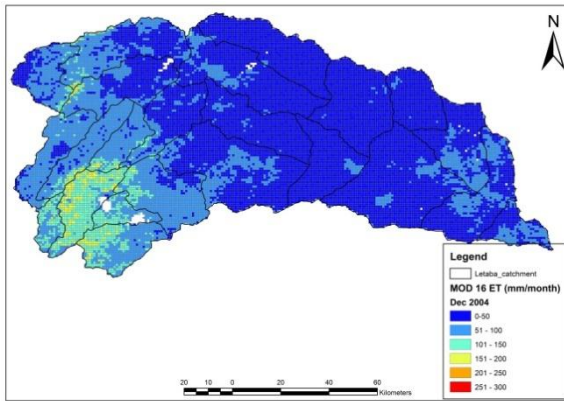 N
Legend
Letaba_catchment
MOD 16 ET (mm/month)
Dec 2004
0-50
51 - 100
101 - 150
151 - 200
201 - 250
251 - 300
20 10 0 20 40 60
Kilometers